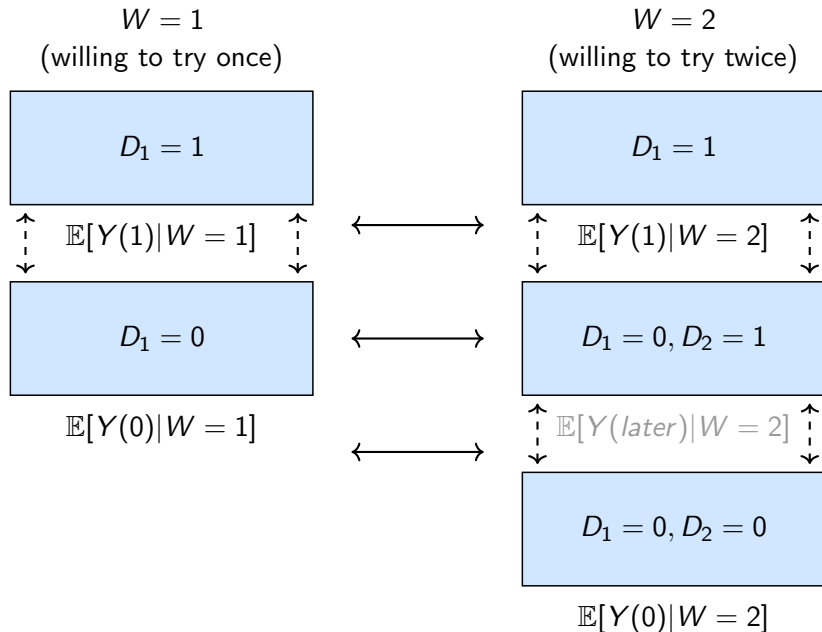 W = 1
(willing to try once)
D₁ = 1
𝔼[Y(1)|W = 1]
D₁ = 0
𝔼[Y(0)|W = 1]
W = 2
(willing to try twice)
D₁ = 1
𝔼[Y(1)|W = 2]
D₁ = 0, D₂ = 1
𝔼[Y(later)|W = 2]
D₁ = 0, D₂ = 0
𝔼[Y(0)|W = 2]